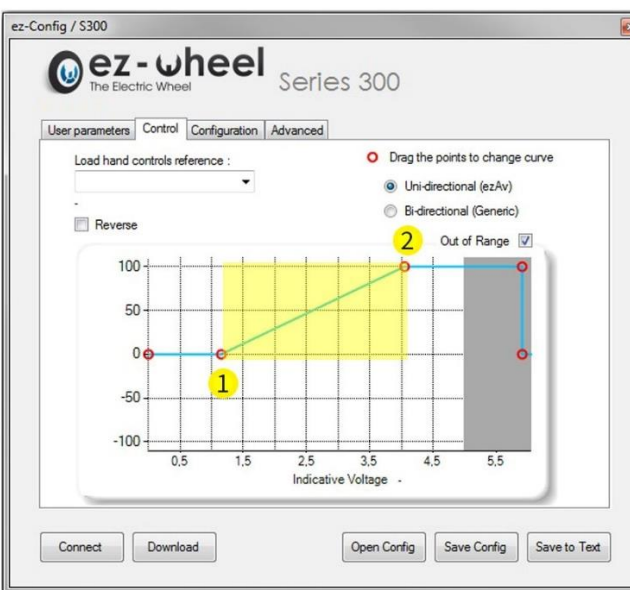 ez-Config / S300
ez-wheel
The Electric Wheel
Series 300
User parameters Control Configuration Advanced
Load hand controls reference :
-
Reverse
Drag the points to change curve
Uni-directional (ezAv)
Bi-directional (Generic)
Out of Range
2
100
50
0
1
-50
-100
0,5 1,5 2,5 3,5 4,5 5,5
Indicative Voltage -
Connect Download Open Config Save Config Save to Text